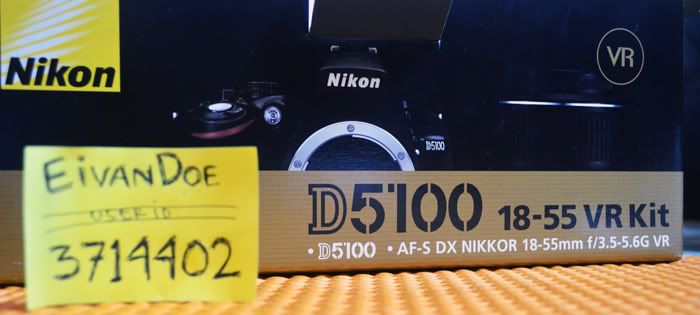 Nikon
VR
Nikon
D5100
D5100 18-55 VR Kit
• D5100 • AF-S DX NIKKOR 18-55mm f/3.5-5.6G VR
EivanDoe
USER ID
3714402